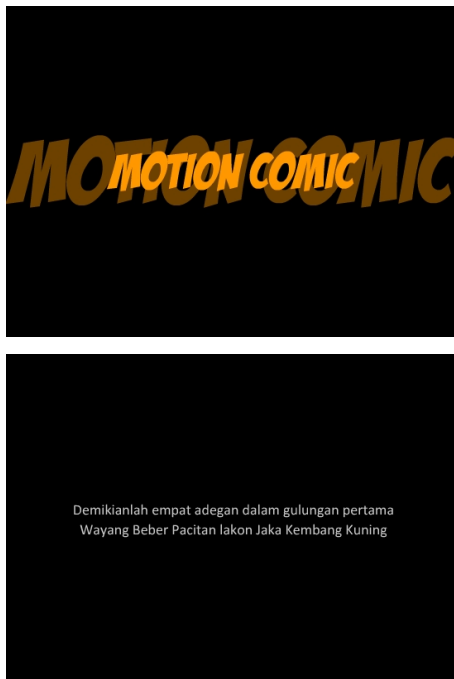 MOTION COMIC
MOTION COMIC
Demikianlah empat adegan dalam gulungan pertama
Wayang Beber Pacitan lakon Jaka Kembang Kuning